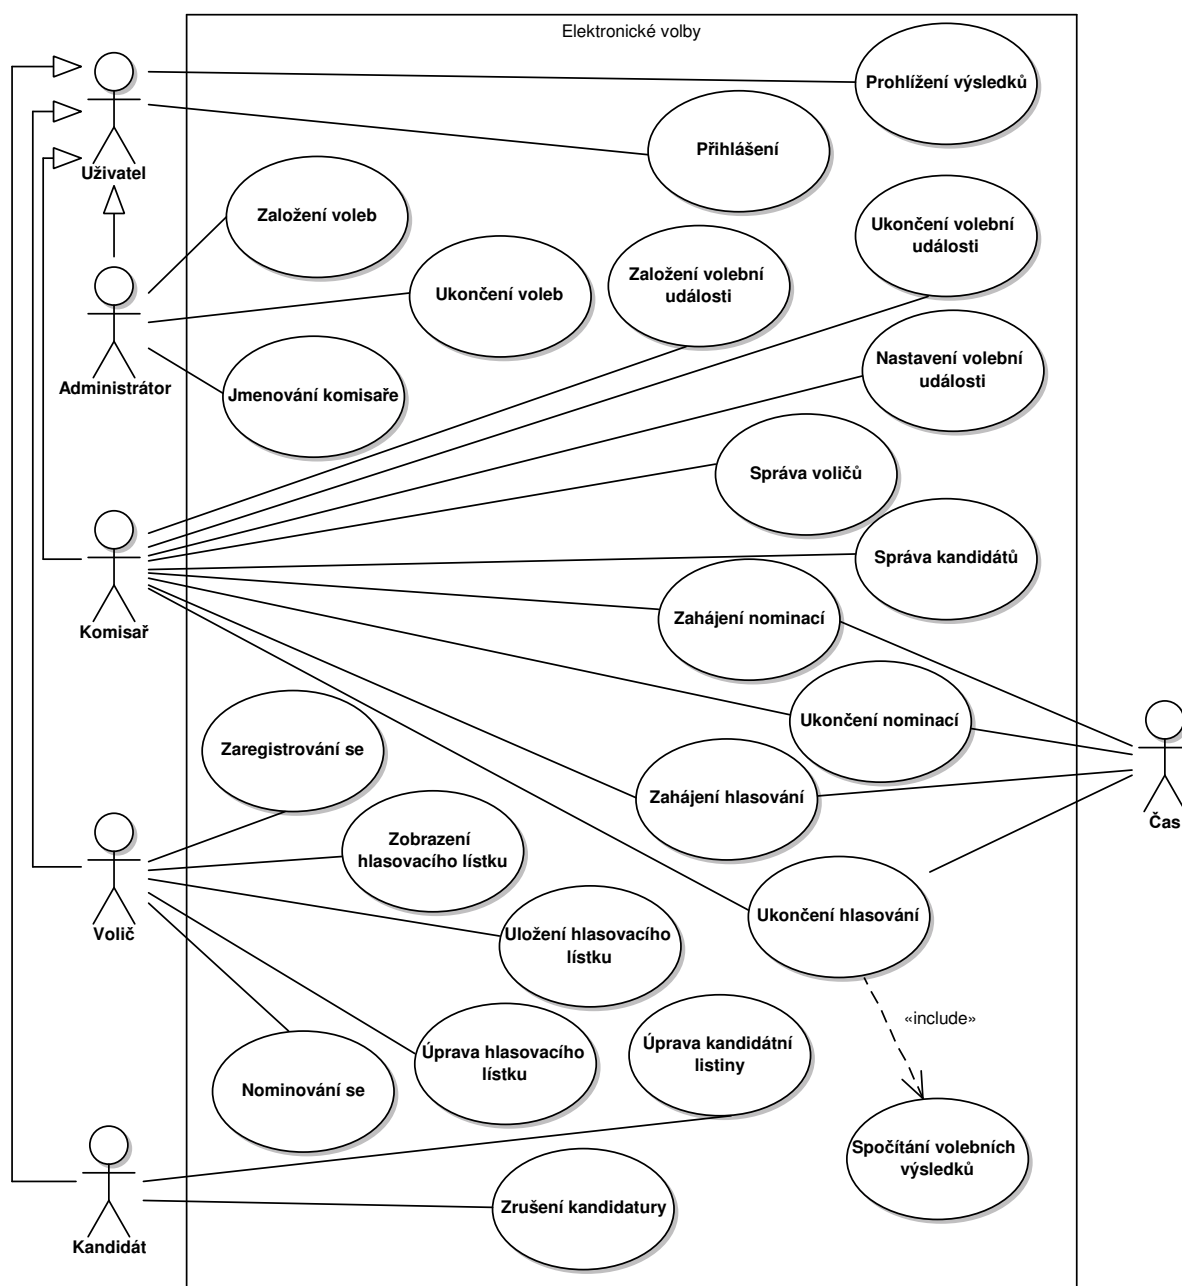 Elektronické volby
Prohlížení výsledků
Přihlášení
Uživatel
Založení voleb
Ukončení volební
události
Založení volební
události
Ukončení voleb
Nastavení volební
události
Administrátor
Jmenování komisaře
Správa voličů
Správa kandidátů
Zahájení nominací
Komisař
Ukončení nominací
Zaregistrování se
Zahájení hlasování
Čas
Zobrazení
hlasovacího lístku
Ukončení hlasování
Volič
Uložení hlasovacího
lístku
«include»
Úprava hlasovacího
lístku
Úprava kandidátní
listiny
Nominování se
Spočítání volebních
výsledků
Zrušení kandidatury
Kandidát